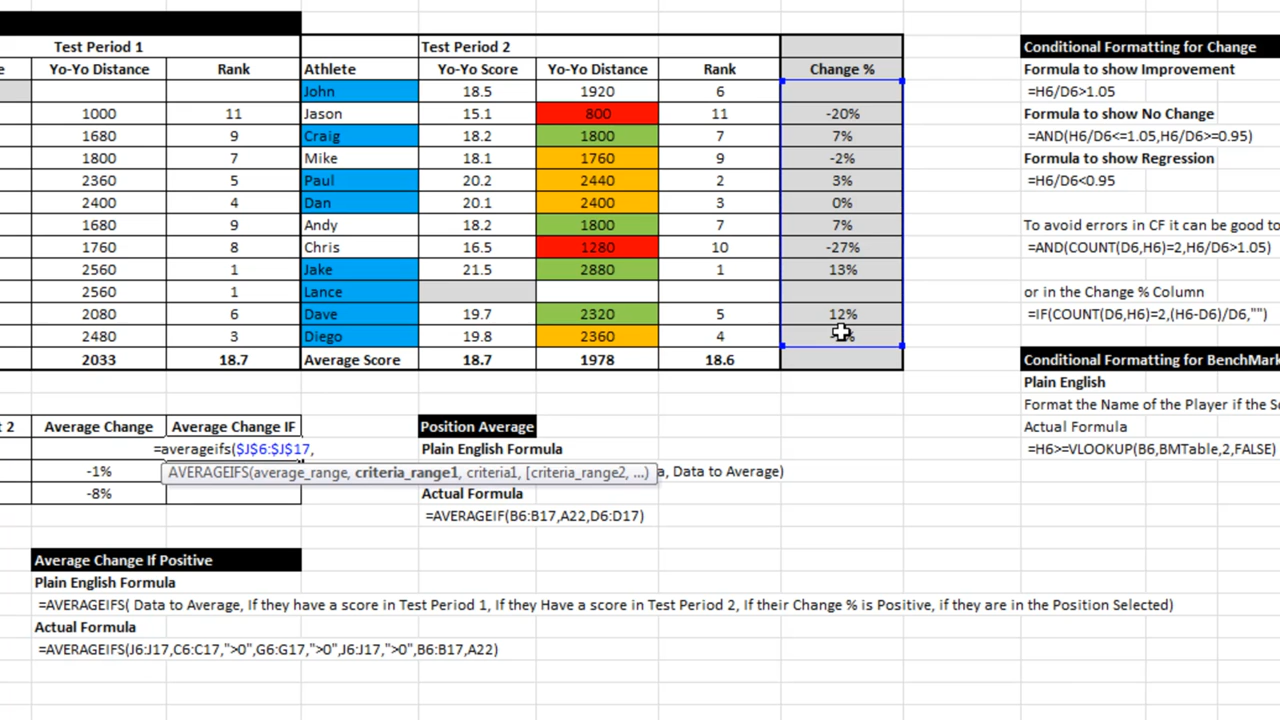 Test Period 1 Test Period 2 Conditional Formatting for Change
Yo-Yo Distance Rank Athlete Yo-Yo Score Yo-Yo Distance Rank Change % Formula to show Improvement
John 18.5 1920 6 =H6/D6>1.05
1000 11 Jason 15.1 800 11 -20% Formula to show No Change
1680 9 Craig 18.2 1800 7 7% =AND(H6/D6<=1.05,H6/D6>=0.95)
1800 7 Mike 18.1 1760 9 -2% Formula to show Regression
2360 5 Paul 20.2 2440 2 3% =H6/D6<0.95
2400 4 Dan 20.1 2400 3 0%
1680 9 Andy 18.2 1800 7 7% To avoid errors in CF it can be good to
1760 8 Chris 16.5 1280 10 -27% =AND(COUNT(D6,H6)=2,H6/D6>1.05)
2560 1 Jake 21.5 2880 1 13%
2560 1 Lance or in the Change % Column
2080 6 Dave 19.7 2320 5 12% =IF(COUNT(D6,H6)=2,(H6-D6)/D6,"")
2480 3 Diego 19.8 2360 4 %
2033 18.7 Average Score 18.7 1978 18.6 Conditional Formatting for BenchMark
Plain English
Format the Name of the Player if the
2 Average Change Average Change IF Position Average Actual Formula
=averageifs($J$6:$J$17, Plain English Formula =H6>=VLOOKUP(B6,BMTable,2,FALSE)
-1% AVERAGEIFS(average_range, criteria_range1, criteria1, [criteria_range2, ...) a, Data to Average)
-8% Actual Formula
=AVERAGEIF(B6:B17,A22,D6:D17)
Average Change If Positive
Plain English Formula
=AVERAGEIFS( Data to Average, If they have a score in Test Period 1, If they Have a score in Test Period 2, If their Change % is Positive, if they are in the Position Selected)
Actual Formula
=AVERAGEIFS(J6:J17,C6:C17,">0",G6:G17,">0",J6:J17,">0",B6:B17,A22)